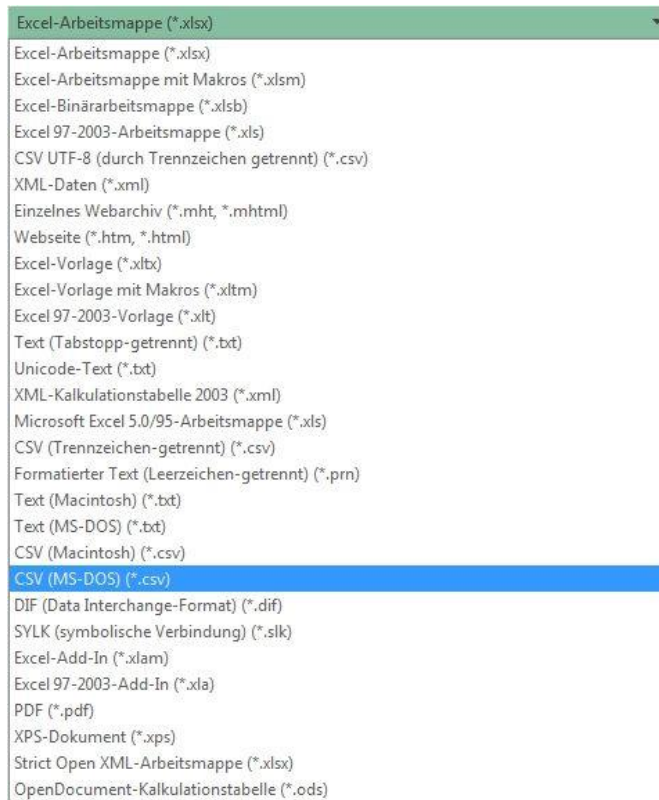 Excel-Arbeitsmappe (*.xlsx)
Excel-Arbeitsmappe (*.xlsx)
Excel-Arbeitsmappe mit Makros (*.xlsm)
Excel-Binärarbeitsmappe (*.xlsb)
Excel 97-2003-Arbeitsmappe (*.xls)
CSV UTF-8 (durch Trennzeichen getrennt) (*.csv)
XML-Daten (*.xml)
Einzelnes Webarchiv (*.mht, *.mhtml)
Webseite (*.htm, *.html)
Excel-Vorlage (*.xltx)
Excel-Vorlage mit Makros (*.xltm)
Excel 97-2003-Vorlage (*.xlt)
Text (Tabstopp-getrennt) (*.txt)
Unicode-Text (*.txt)
XML-Kalkulationstabelle 2003 (*.xml)
Microsoft Excel 5.0/95-Arbeitsmappe (*.xls)
CSV (Trennzeichen-getrennt) (*.csv)
Formatierter Text (Leerzeichen-getrennt) (*.prn)
Text (Macintosh) (*.txt)
Text (MS-DOS) (*.txt)
CSV (Macintosh) (*.csv)
CSV (MS-DOS) (*.csv)
DIF (Data Interchange-Format) (*.dif)
SYLK (symbolische Verbindung) (*.slk)
Excel-Add-In (*.xlam)
Excel 97-2003-Add-In (*.xla)
PDF (*.pdf)
XPS-Dokument (*.xps)
Strict Open XML-Arbeitsmappe (*.xlsx)
OpenDocument-Kalkulationstabelle (*.ods)